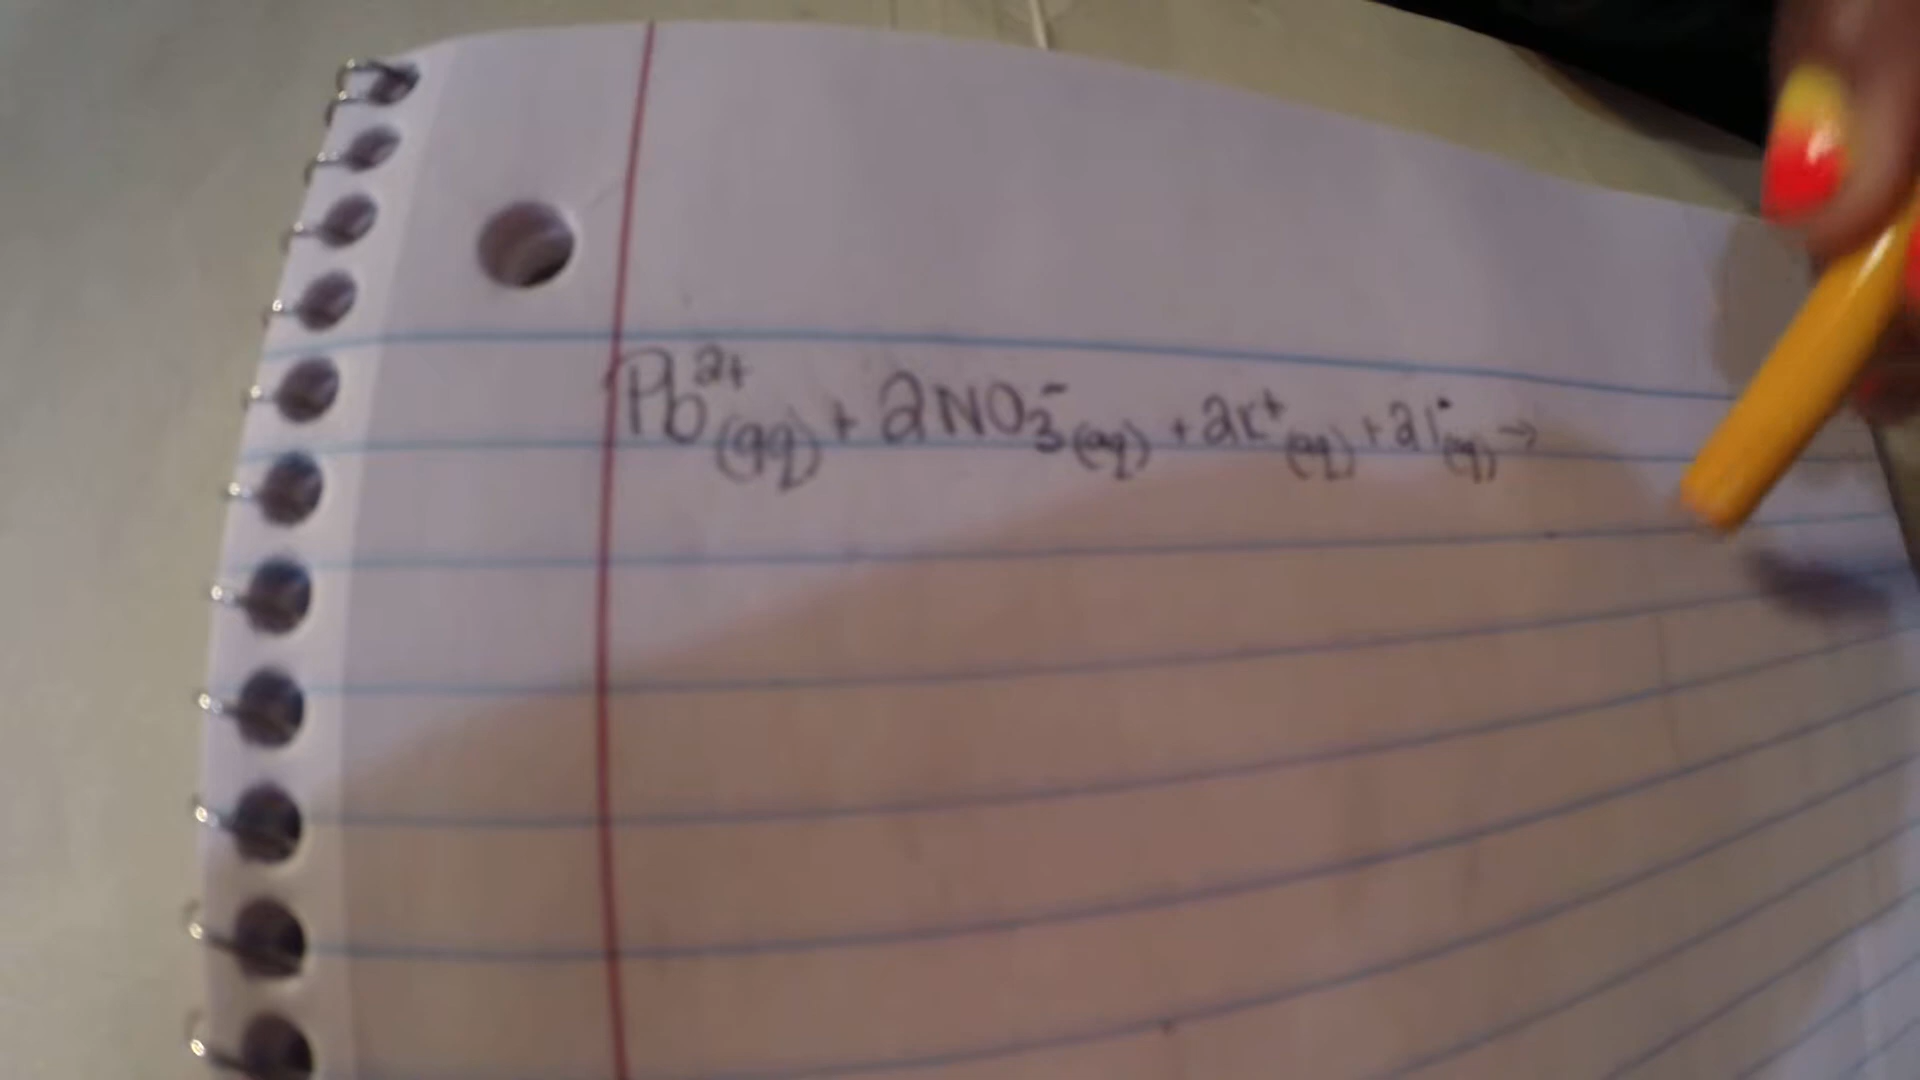 Pb²⁺(aq) + 2NO₃⁻(aq) + 2K⁺(aq) + 2I⁻(aq) →